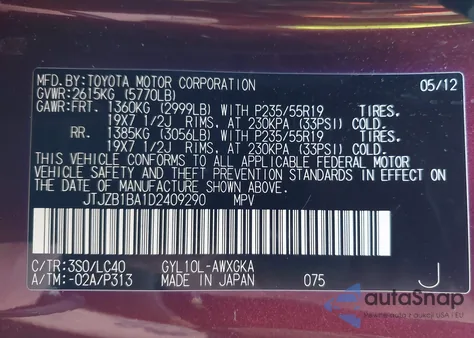 MFD.BY:TOYOTA MOTOR CORPORATION 05/12
GVWR:2615KG (5770LB)
GAWR:FRT. 1360KG (2999LB) WITH P235/55R19 TIRES.
19X7 1/2J RIMS, AT 230KPA (33PSI) COLD.
RR. 1385KG (3056LB) WITH P235/55R19 TIRES.
19X7 1/2J RIMS, AT 230KPA (33PSI) COLD.
THIS VEHICLE CONFORMS TO ALL APPLICABLE FEDERAL MOTOR
VEHICLE SAFETY AND THEFT PREVENTION STANDARDS IN EFFECT
ON THE DATE OF MANUFACTURE SHOWN ABOVE.
JTJZB1BA1D2409290 MPV
C/TR:3S0/LC40 GYL10L-AWXGKA
A/TM:-02A/P313 MADE IN JAPAN 075 J
autoSnap
Pewne auto z USA i EU